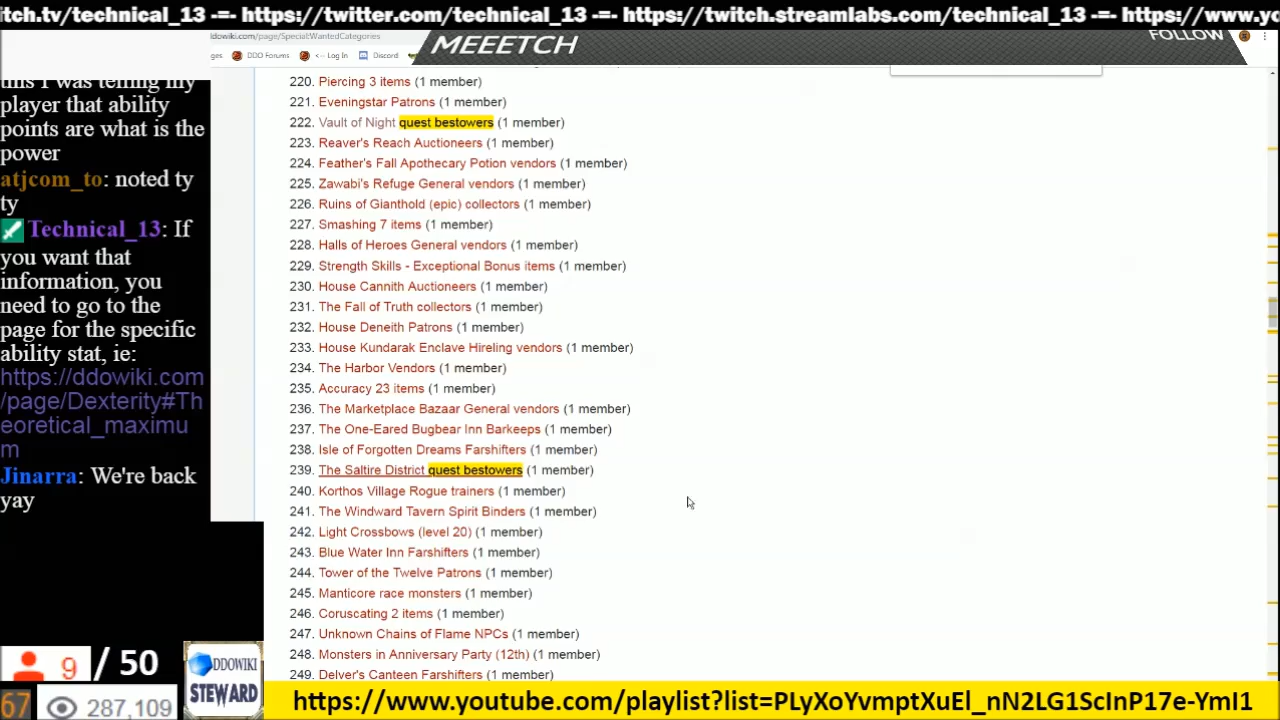 itch.tv/technical_13 -=- https://twitter.com/technical_13 -=- https://twitch.streamlabs.com/technical_13 -=- https://www.yo
ddowiki.com/page/Special:WantedCategories
MEEETCH
FOLLOW
ges DDO Forums <-- Log In Discord
this I was telling my
player that ability
points are what is the
power
atjcom_to: noted ty
ty
Technical_13: If
you want that
information, you
need to go to the
page for the specific
ability stat, ie:
https://ddowiki.com
/page/Dexterity#Th
eoretical_maximu
m
Jinarra: We're back
yay
220. Piercing 3 items (1 member)
221. Eveningstar Patrons (1 member)
222. Vault of Night quest bestowers (1 member)
223. Reaver's Reach Auctioneers (1 member)
224. Feather's Fall Apothecary Potion vendors (1 member)
225. Zawabi's Refuge General vendors (1 member)
226. Ruins of Gianthold (epic) collectors (1 member)
227. Smashing 7 items (1 member)
228. Halls of Heroes General vendors (1 member)
229. Strength Skills - Exceptional Bonus items (1 member)
230. House Cannith Auctioneers (1 member)
231. The Fall of Truth collectors (1 member)
232. House Deneith Patrons (1 member)
233. House Kundarak Enclave Hireling vendors (1 member)
234. The Harbor Vendors (1 member)
235. Accuracy 23 items (1 member)
236. The Marketplace Bazaar General vendors (1 member)
237. The One-Eared Bugbear Inn Barkeeps (1 member)
238. Isle of Forgotten Dreams Farshifters (1 member)
239. The Saltire District quest bestowers (1 member)
240. Korthos Village Rogue trainers (1 member)
241. The Windward Tavern Spirit Binders (1 member)
242. Light Crossbows (level 20) (1 member)
243. Blue Water Inn Farshifters (1 member)
244. Tower of the Twelve Patrons (1 member)
245. Manticore race monsters (1 member)
246. Coruscating 2 items (1 member)
247. Unknown Chains of Flame NPCs (1 member)
248. Monsters in Anniversary Party (12th) (1 member)
249. Delver's Canteen Farshifters (1 member)
9 / 50
DDOWIKI
STEWARD
67 287,109
https://www.youtube.com/playlist?list=PLyXoYvmptXuEl_nN2LG1ScInP17e-YmI1